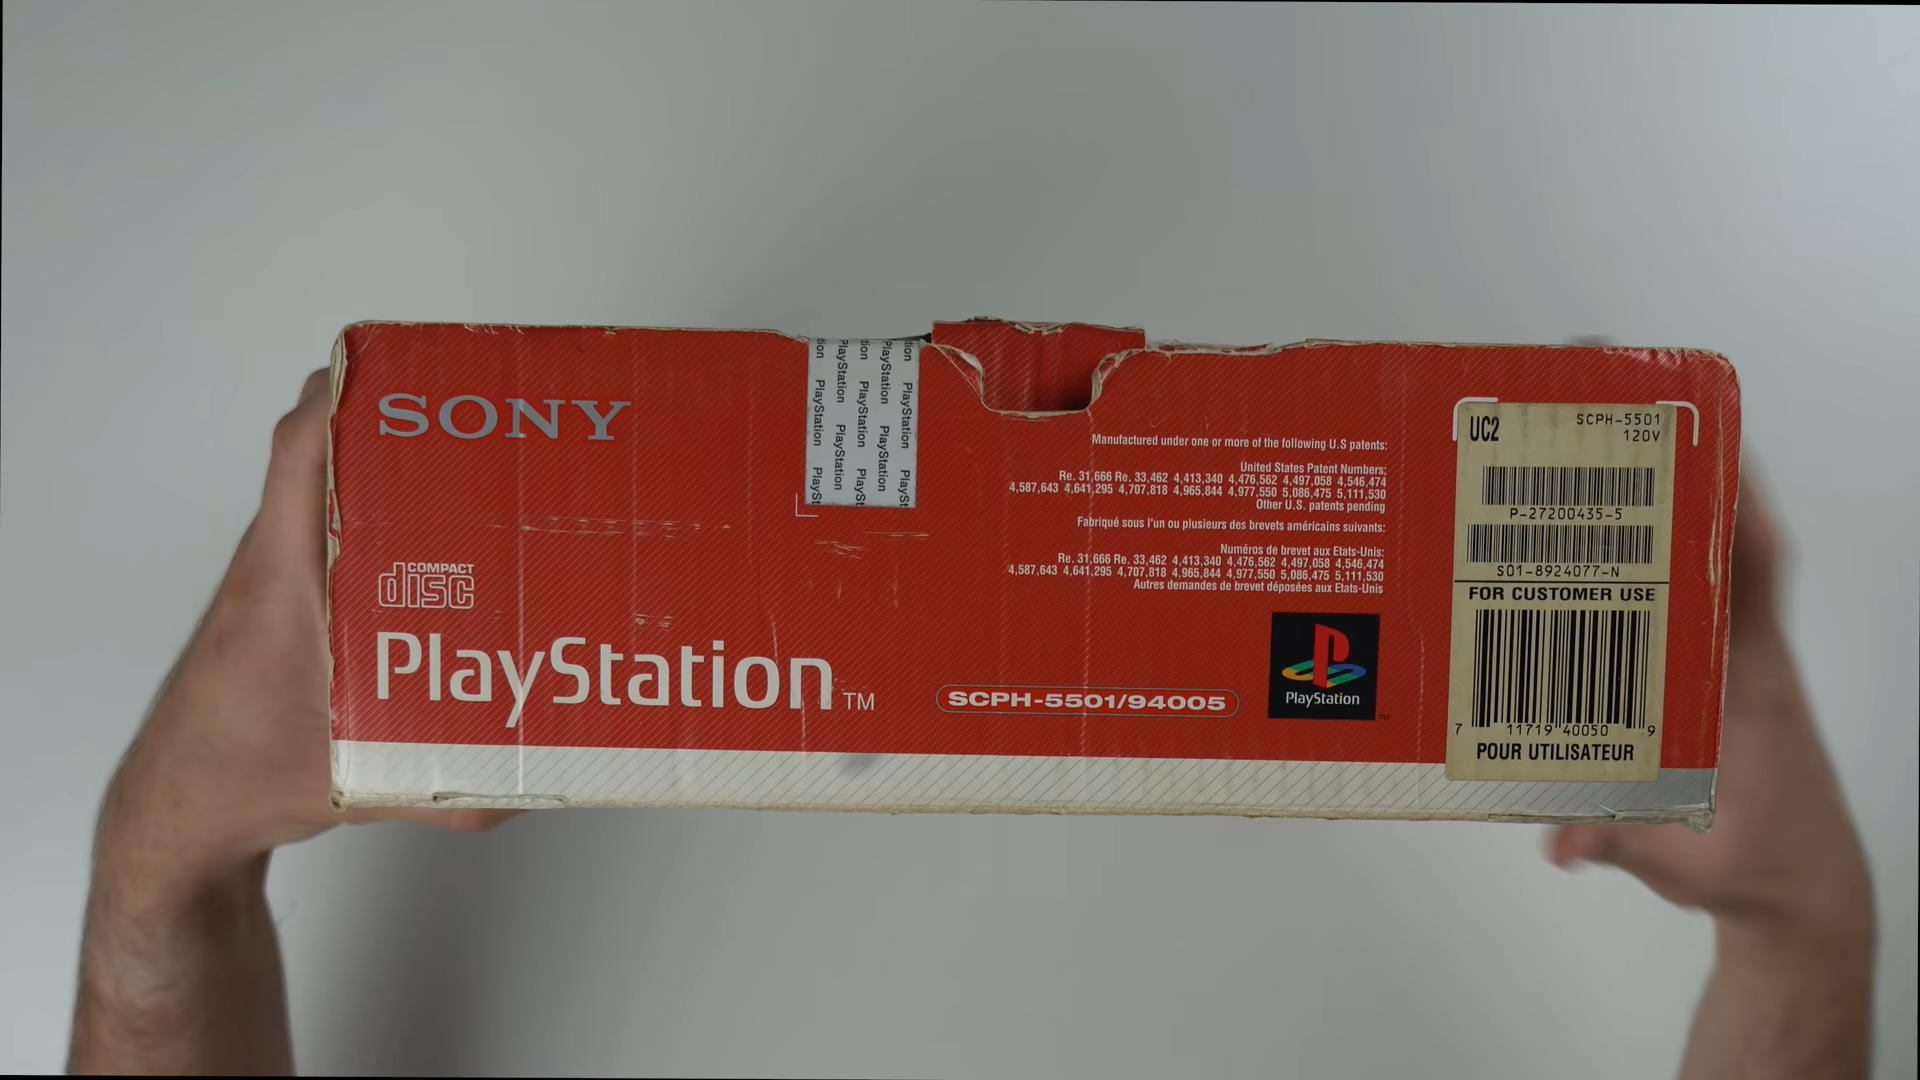 SONY
PlayStation PlayStation PlayStation PlayStation PlayStation
COMPACT
disc
PlayStation TM
Manufactured under one or more of the following U.S patents:
United States Patent Numbers;
Re. 31,666 Re. 33,462 4,413,340 4,476,562 4,497,058 4,546,474
4,587,643 4,641,295 4,707,818 4,965,844 4,977,550 5,086,475 5,111,530
Other U.S. patents pending
Fabriqué sous l'un ou plusieurs des brevets américains suivants:
Numéros de brevet aux Etats-Unis:
Re. 31,666 Re. 33,462 4,413,340 4,476,562 4,497,058 4,546,474
4,587,643 4,641,295 4,707,818 4,965,844 4,977,550 5,086,475 5,111,530
Autres demandes de brevet déposées aux Etats-Unis
SCPH-5501/94005
PlayStation
TM
UC2
SCPH-5501
120V
P-27200435-5
S01-8924077-N
FOR CUSTOMER USE
7 11719 40050 9
POUR UTILISATEUR